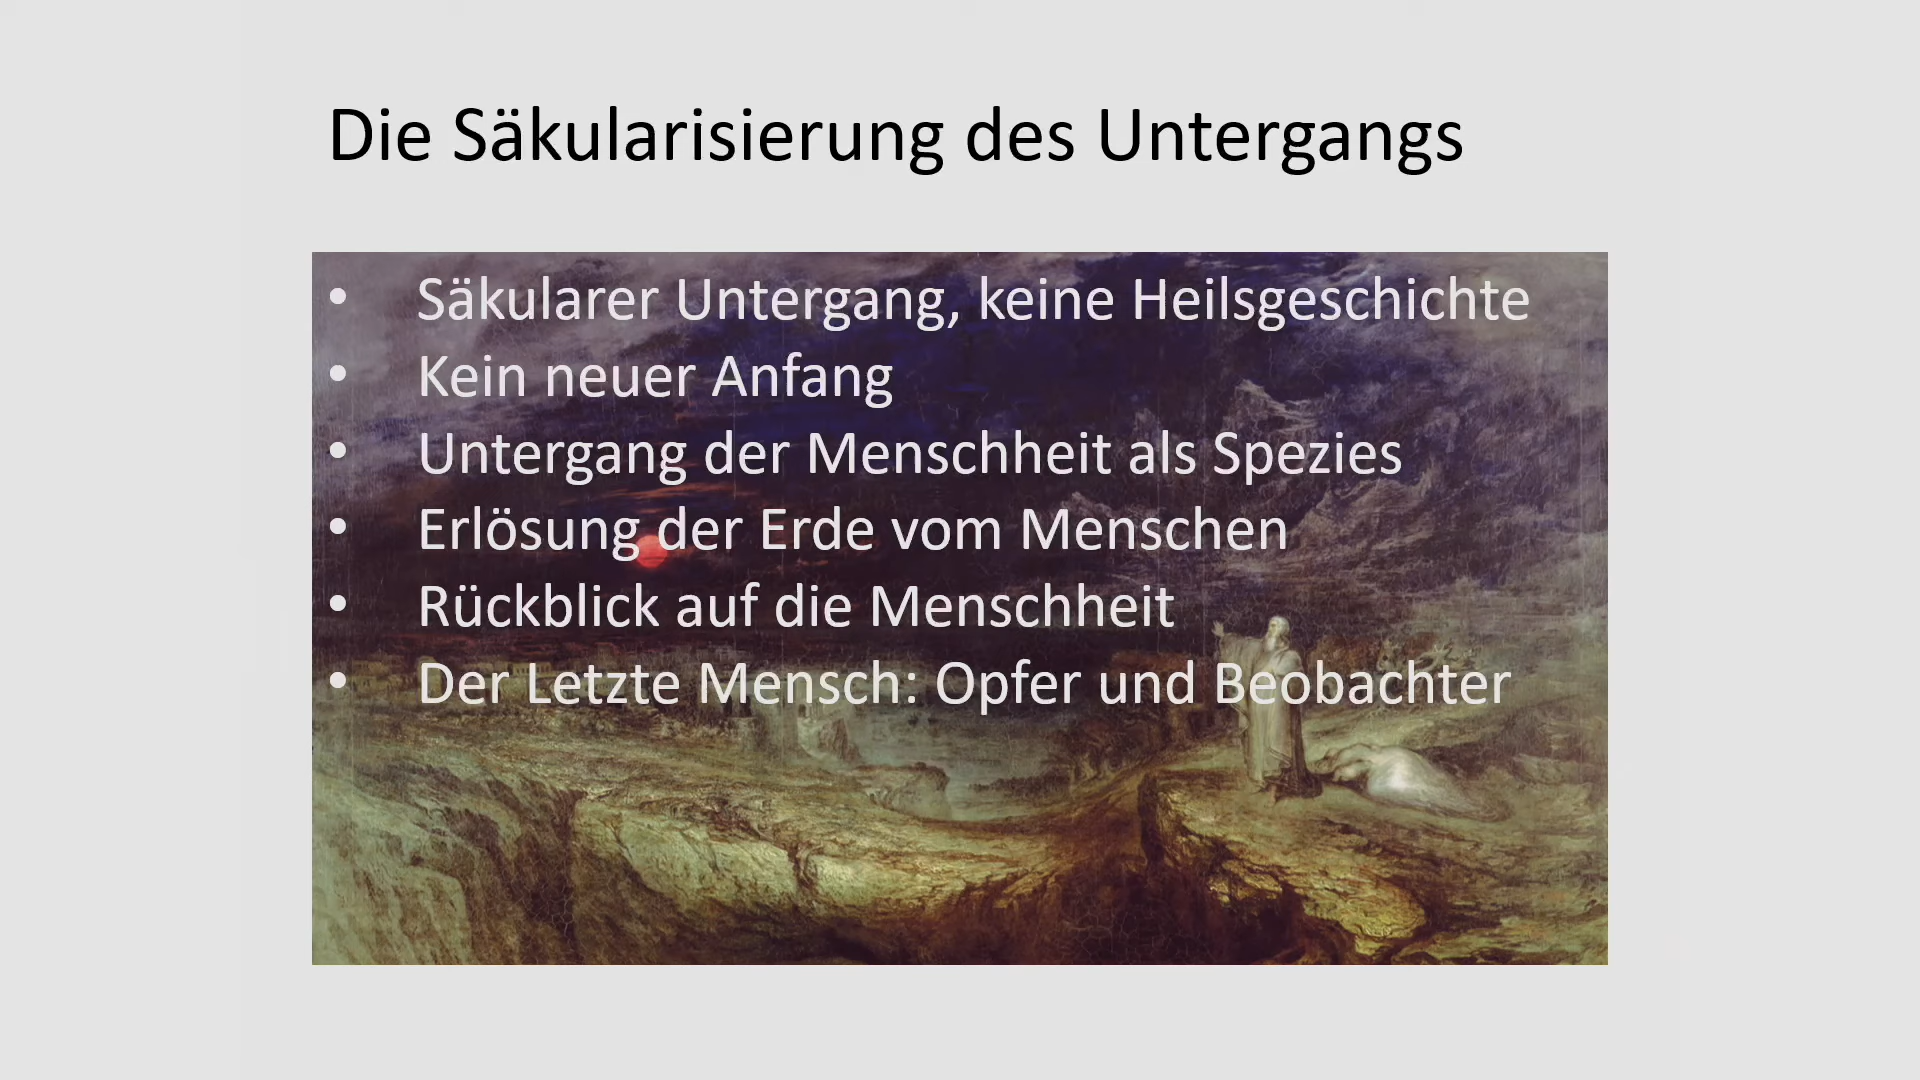 Die Säkularisierung des Untergangs
• Säkularer Untergang, keine Heilsgeschichte
• Kein neuer Anfang
• Untergang der Menschheit als Spezies
• Erlösung der Erde vom Menschen
• Rückblick auf die Menschheit
• Der Letzte Mensch: Opfer und Beobachter